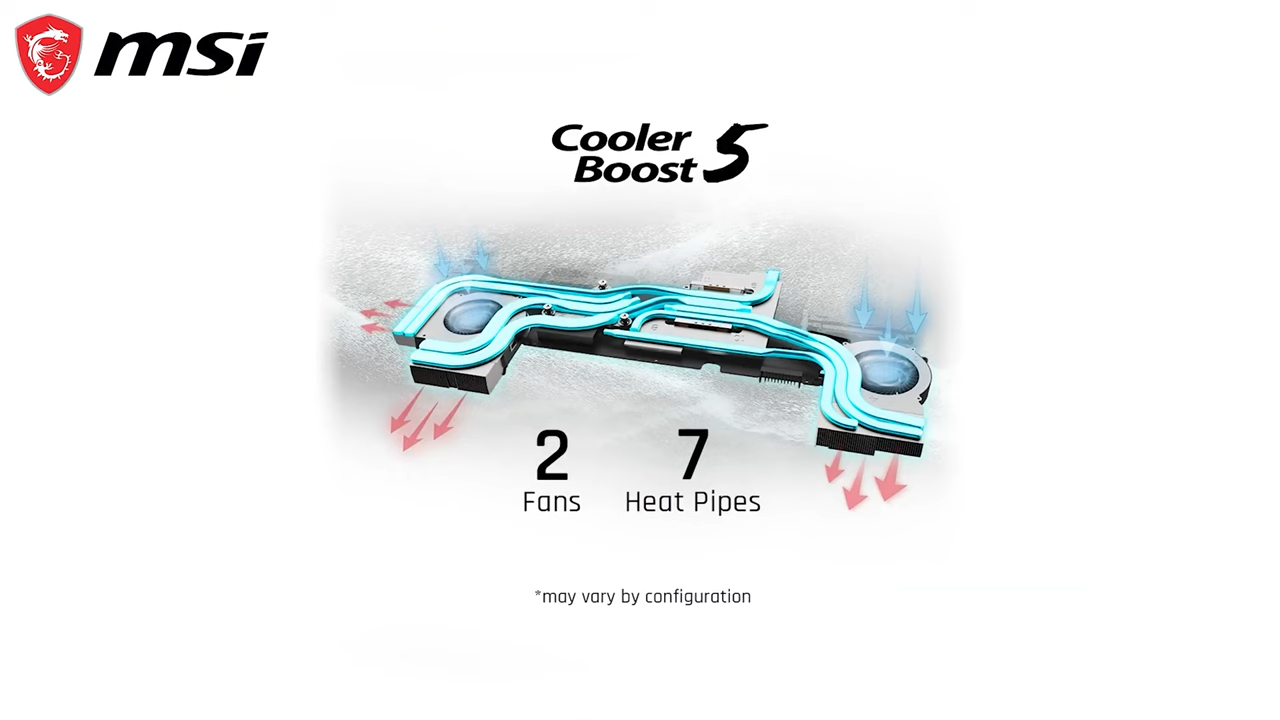 msi
Cooler
Boost 5
2
Fans
7
Heat Pipes
*may vary by configuration